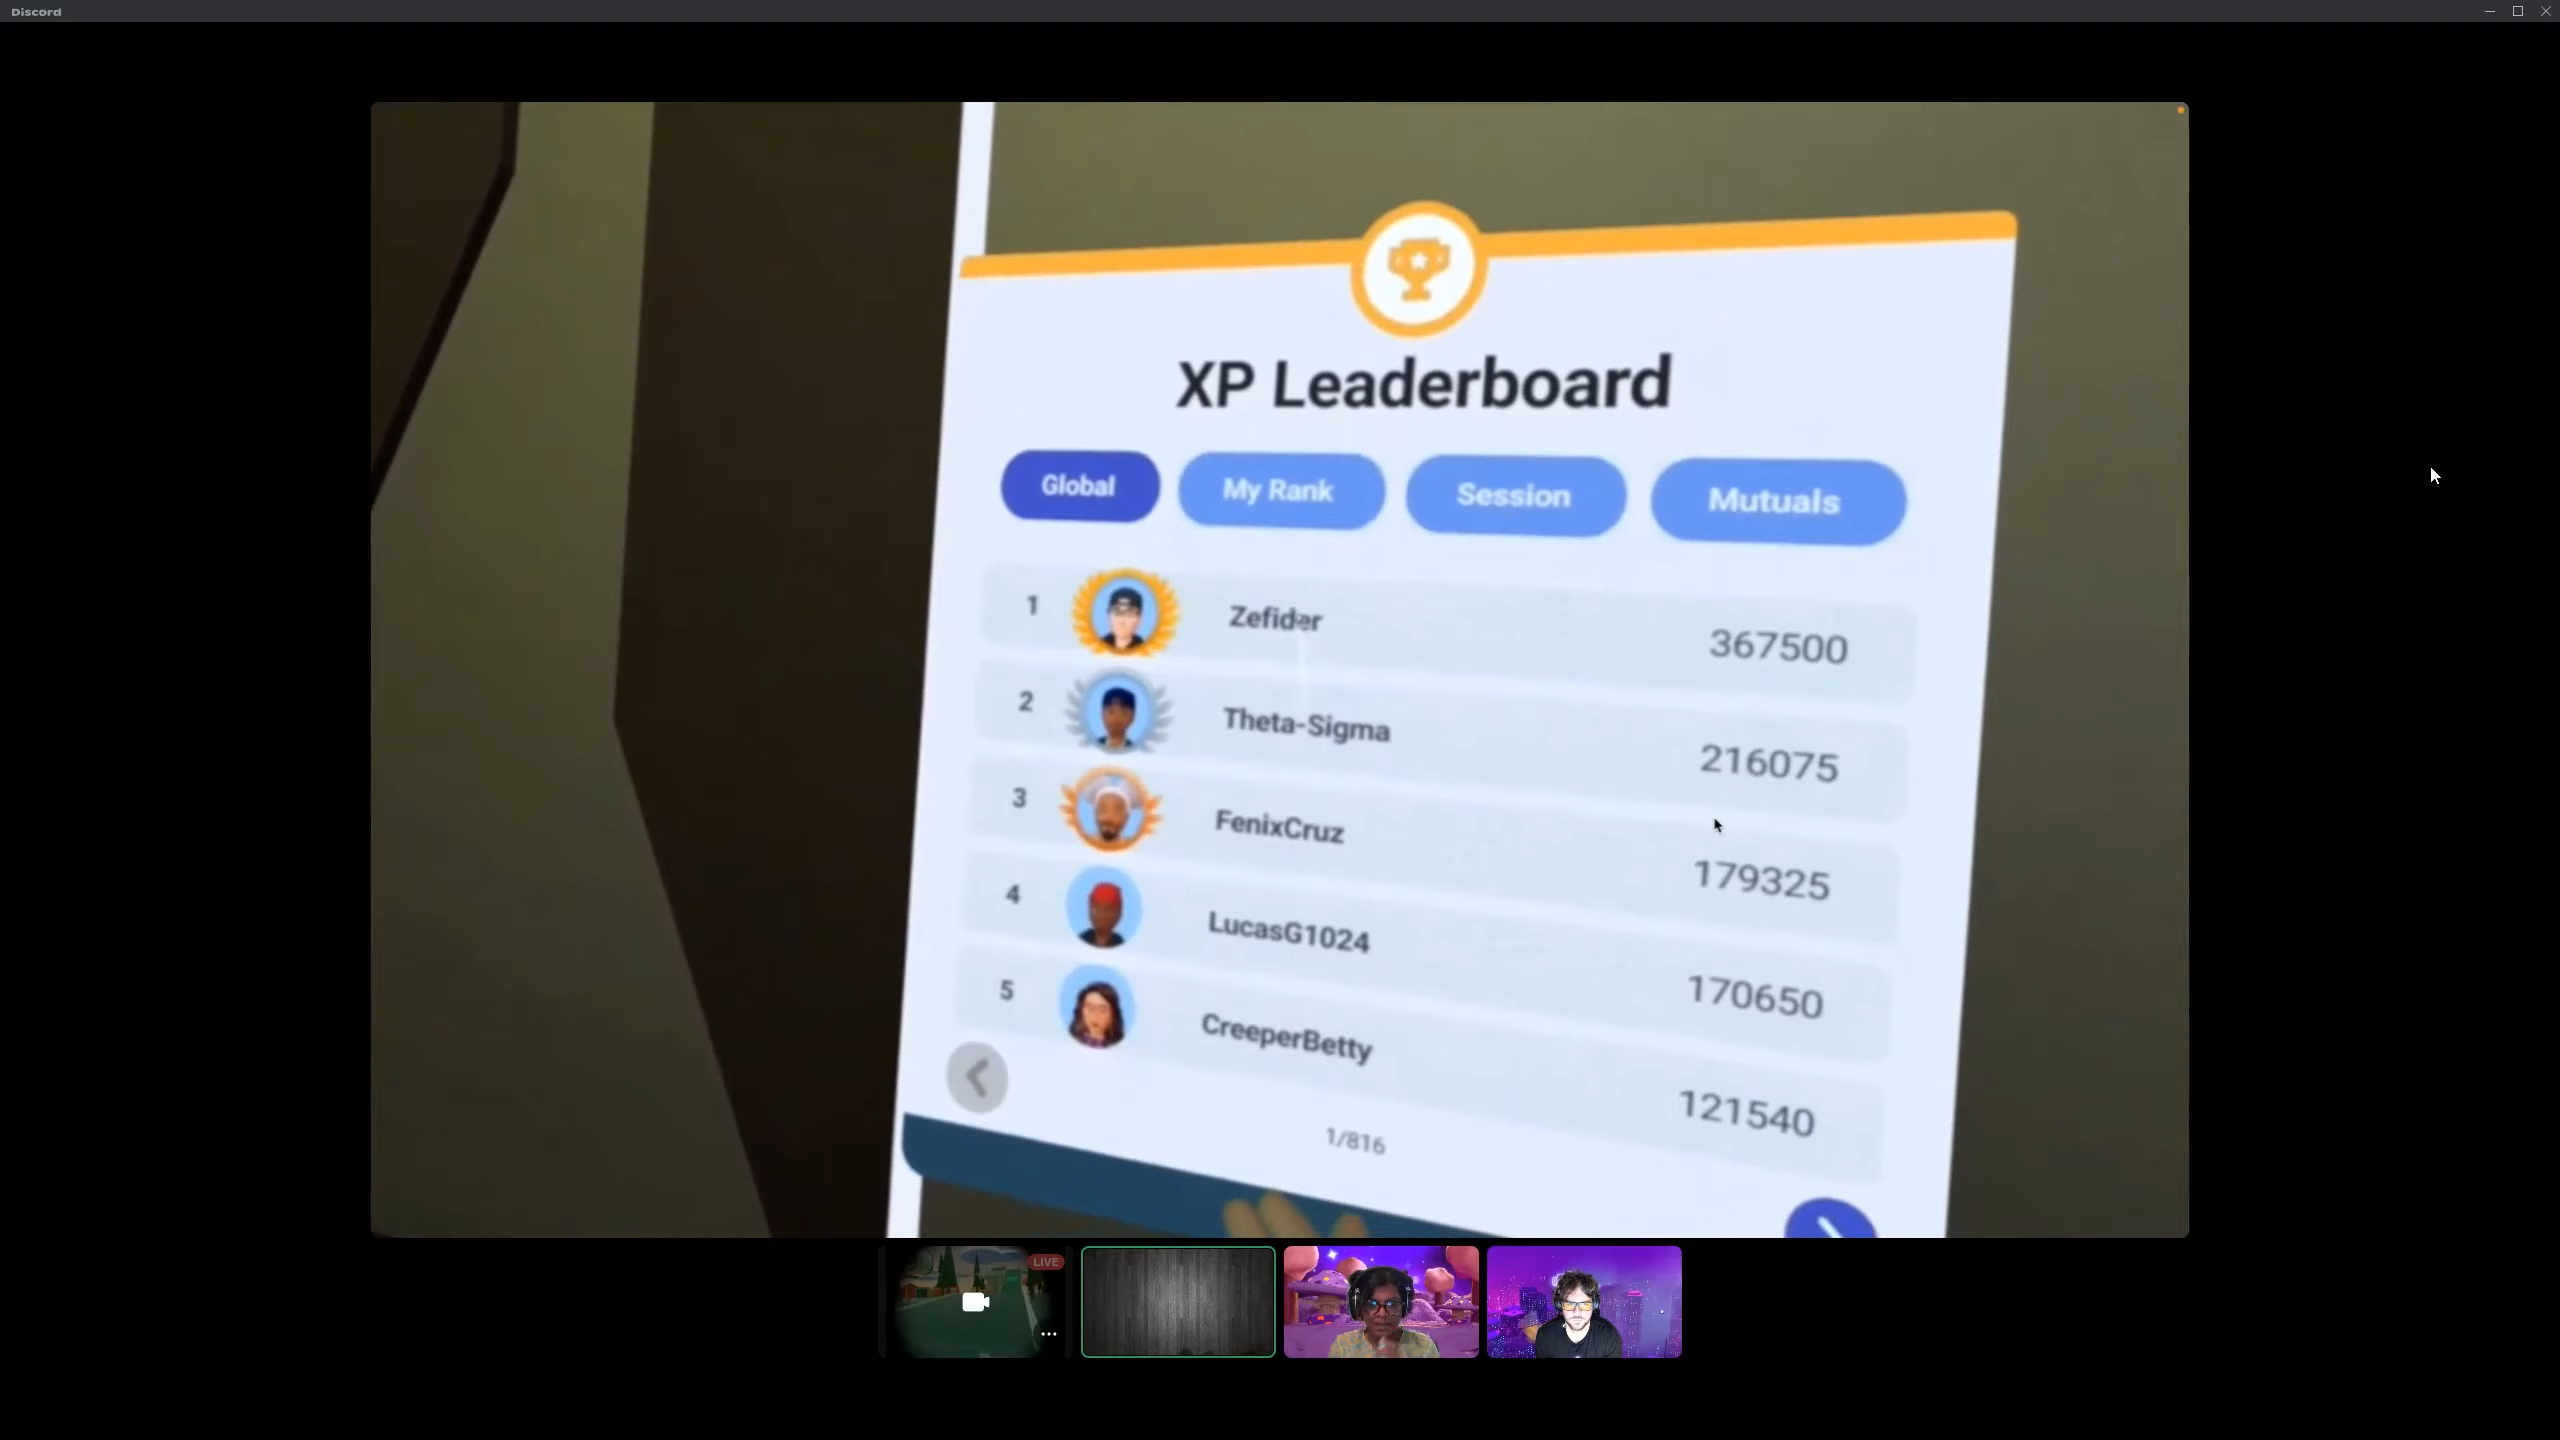 Discord
XP Leaderboard
Global My Rank Session Mutuals
1 Zefider 367500
2 Theta-Sigma 216075
3 FenixCruz 179325
4 LucasG1024 170650
5 CreeperBetty 121540
1/816
LIVE